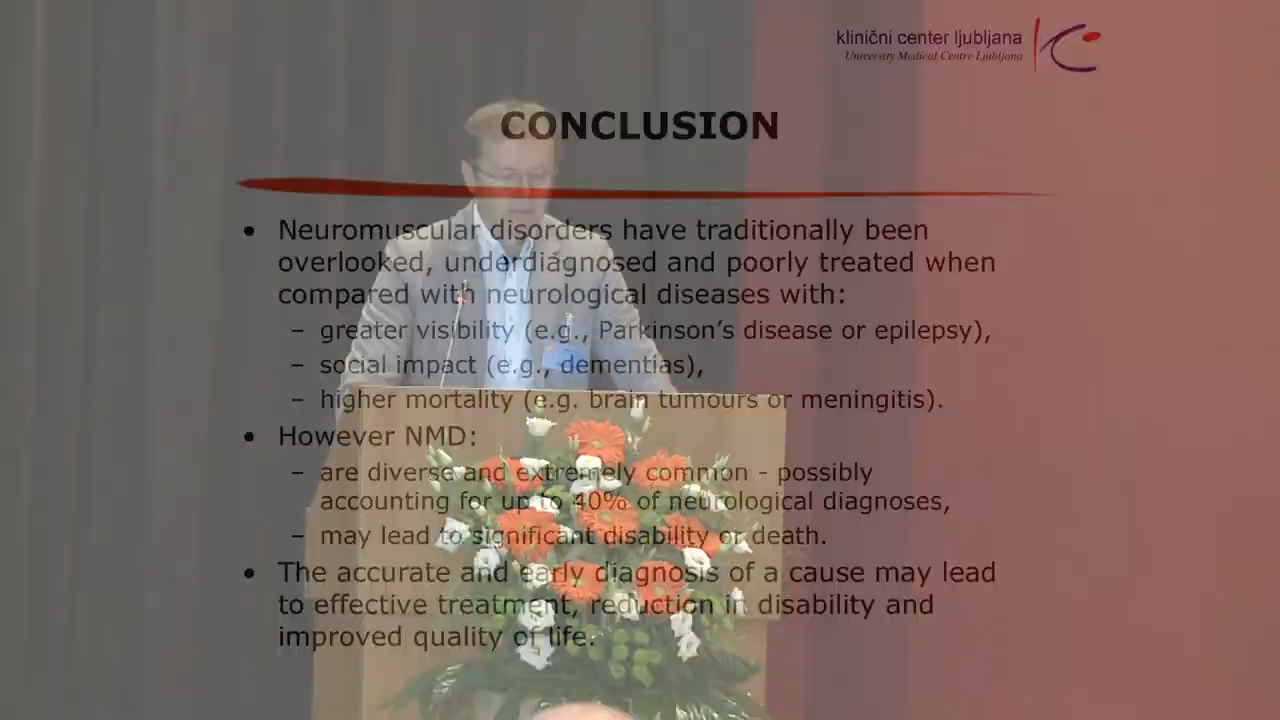 klinični center ljubljana
University Medical Centre Ljubljana
CONCLUSION
• Neuromuscular disorders have traditionally been
overlooked, underdiagnosed and poorly treated when
compared with neurological diseases with:
– greater visibility (e.g., Parkinson's disease or epilepsy),
– social impact (e.g., dementias),
– higher mortality (e.g. brain tumours or meningitis).
• However NMD:
– are diverse and extremely common - possibly
accounting for up to 40% of neurological diagnoses,
– may lead to significant disability or death.
• The accurate and early diagnosis of a cause may lead
to effective treatment, reduction in disability and
improved quality of life.